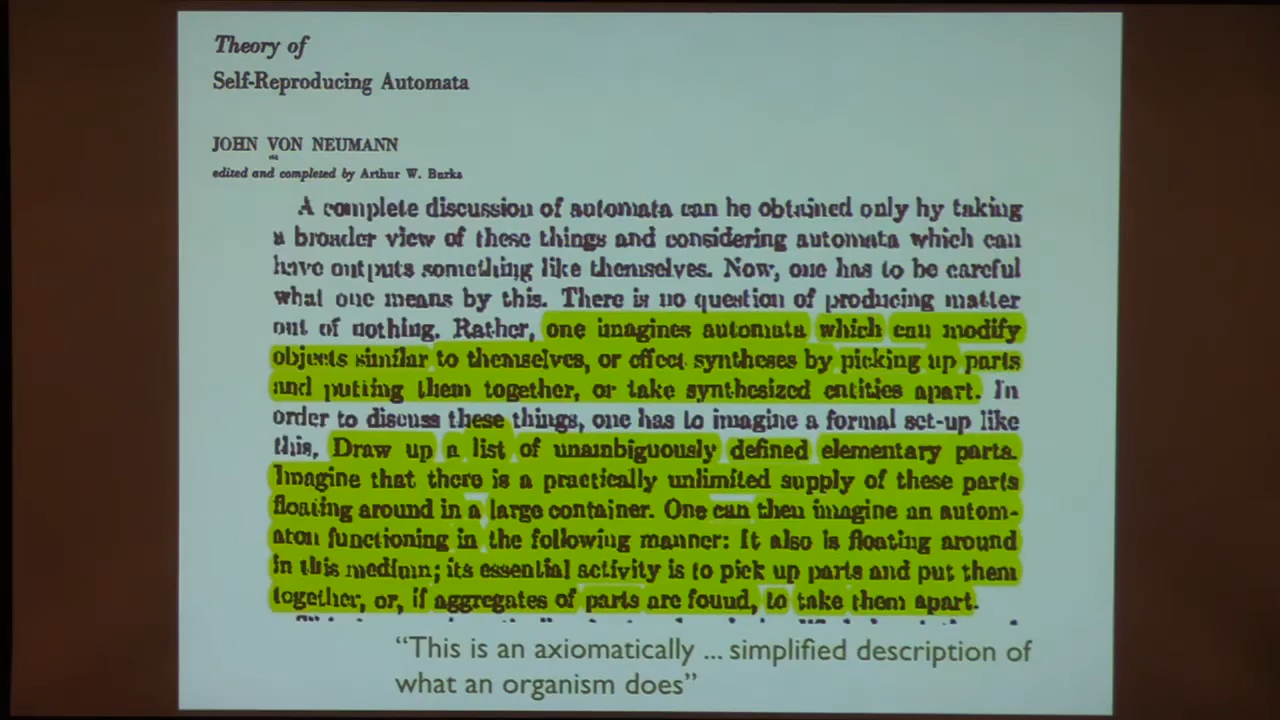 Theory of
Self-Reproducing Automata
JOHN VON NEUMANN
edited and completed by Arthur W. Burks
A complete discussion of automata can be obtained only by taking
a broader view of these things and considering automata which can
have outputs something like themselves. Now, one has to be careful
what one means by this. There is no question of producing matter
out of nothing. Rather, one imagines automata which can modify
objects similar to themselves, or effect syntheses by picking up parts
and putting them together, or take synthesized entities apart. In
order to discuss these things, one has to imagine a formal set-up like
this, Draw up a list of unambiguously defined elementary parts.
Imagine that there is a practically unlimited supply of these parts
floating around in a large container. One can then imagine an autom-
aton functioning in the following manner: It also is floating around
in this medium; its essential activity is to pick up parts and put them
together, or, if aggregates of parts are found, to take them apart.
“This is an axiomatically ... simplified description of
what an organism does”